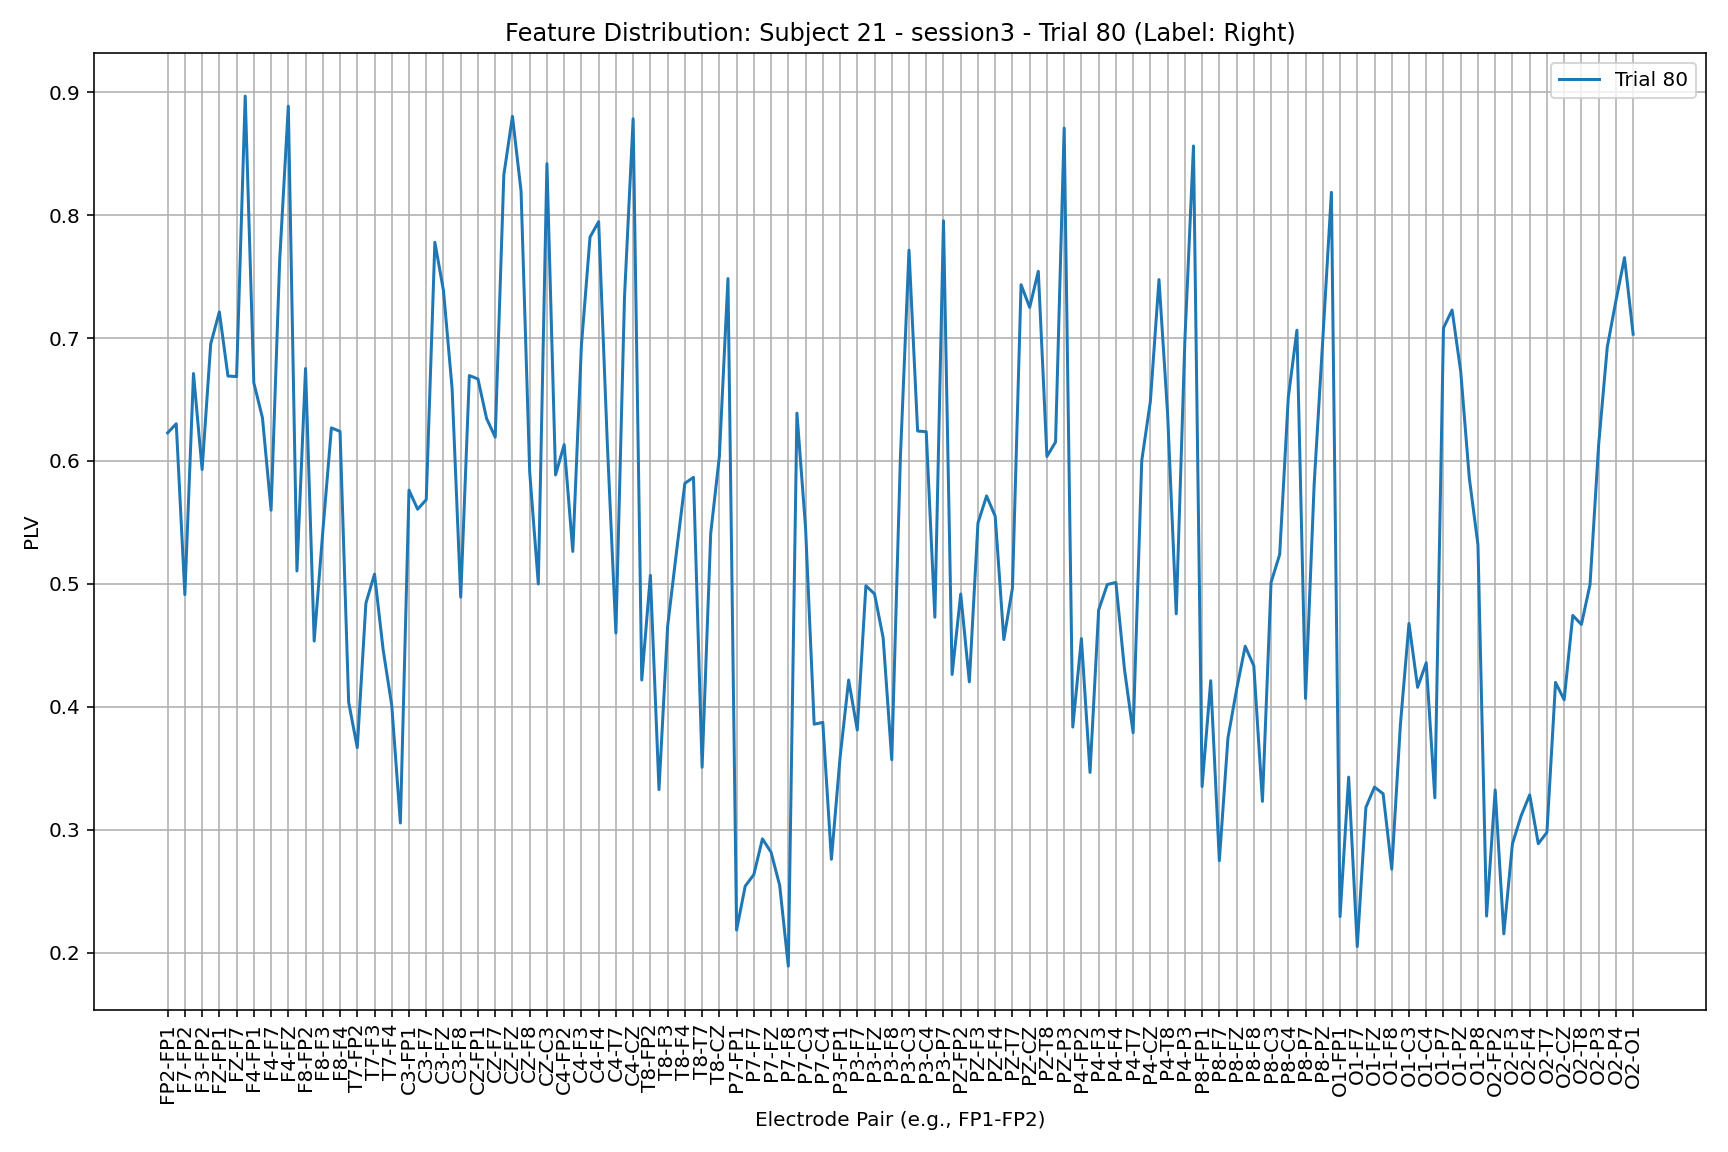 Feature Distribution: Subject 21 - session3 - Trial 80 (Label: Right)
Trial 80
PLV
0.9
0.8
0.7
0.6
0.5
0.4
0.3
0.2
FP2-FP1
F7-FP2
F3-FP2
FZ-FP1
FZ-F7
F4-FP1
F4-F7
F4-FZ
F8-FP2
F8-F3
F8-F4
T7-FP2
T7-F3
T7-F4
C3-FP1
C3-F7
C3-FZ
C3-F8
CZ-FP1
CZ-F7
CZ-FZ
CZ-F8
CZ-C3
C4-FP2
C4-F3
C4-F4
C4-T7
C4-CZ
T8-FP2
T8-F3
T8-F4
T8-T7
T8-CZ
P7-FP1
P7-F7
P7-FZ
P7-F8
P7-C3
P7-C4
P3-FP1
P3-F7
P3-FZ
P3-F8
P3-C3
P3-C4
P3-P7
PZ-FP2
PZ-F3
PZ-F4
PZ-T7
PZ-CZ
PZ-T8
PZ-P3
P4-FP2
P4-F3
P4-F4
P4-T7
P4-CZ
P4-T8
P4-P3
P8-FP1
P8-F7
P8-FZ
P8-F8
P8-C3
P8-C4
P8-P7
P8-PZ
O1-FP1
O1-F7
O1-FZ
O1-F8
O1-C3
O1-C4
O1-P7
O1-PZ
O1-P8
O2-FP2
O2-F3
O2-F4
O2-T7
O2-CZ
O2-T8
O2-P3
O2-P4
O2-O1
Electrode Pair (e.g., FP1-FP2)